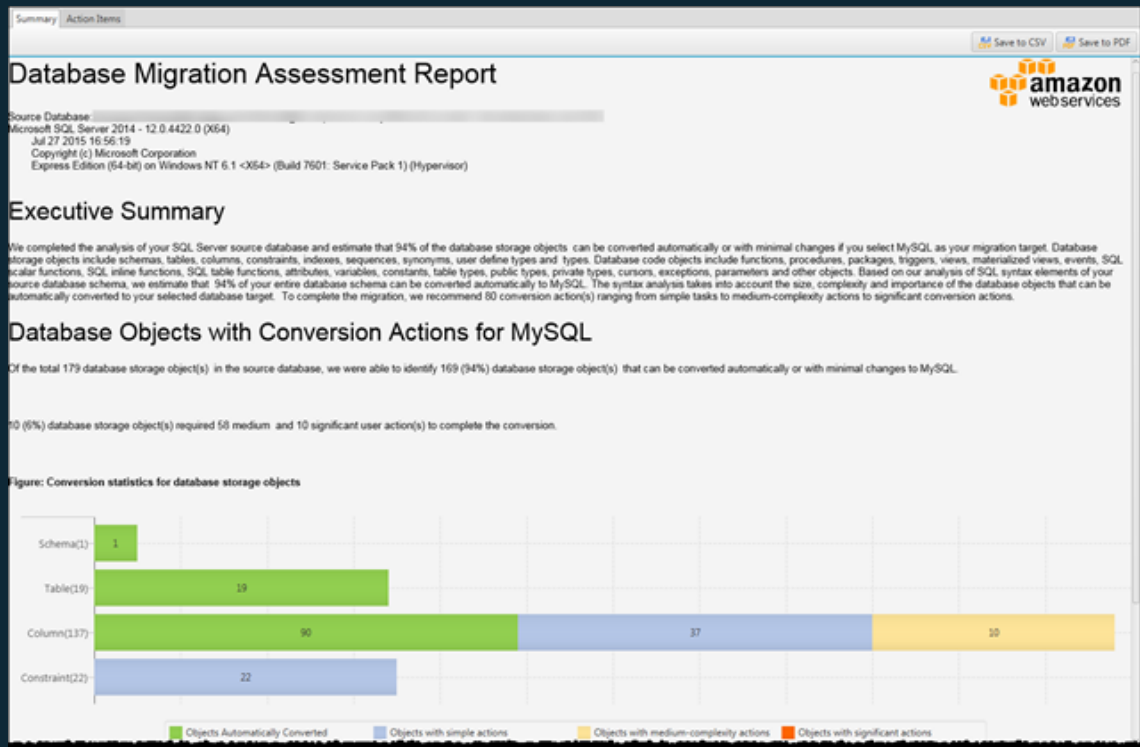 Summary Action Items
Save to CSV Save to PDF
Database Migration Assessment Report
amazon
webservices
Source Database:
Microsoft SQL Server 2014 - 12.0.4422.0 (X64)
Jul 27 2015 16:56:19
Copyright (c) Microsoft Corporation
Express Edition (64-bit) on Windows NT 6.1 <X64> (Build 7601: Service Pack 1) (Hypervisor)
Executive Summary
We completed the analysis of your SQL Server source database and estimate that 94% of the database storage objects can be converted automatically or with minimal changes if you select MySQL as your migration target. Database
storage objects include schemas, tables, columns, constraints, indexes, sequences, synonyms, user define types and types. Database code objects include functions, procedures, packages, triggers, views, materialized views, events, SQL
scalar functions, SQL inline functions, SQL table functions, attributes, variables, constants, table types, public types, private types, cursors, exceptions, parameters and other objects. Based on our analysis of SQL syntax elements of your
source database schema, we estimate that 94% of your entire database schema can be converted automatically to MySQL. The syntax analysis takes into account the size, complexity and importance of the database objects that can be
automatically converted to your selected database target. To complete the migration, we recommend 80 conversion action(s) ranging from simple tasks to medium-complexity actions to significant conversion actions.
Database Objects with Conversion Actions for MySQL
Of the total 179 database storage object(s) in the source database, we were able to identify 169 (94%) database storage object(s) that can be converted automatically or with minimal changes to MySQL.
10 (6%) database storage object(s) required 58 medium and 10 significant user action(s) to complete the conversion.
Figure: Conversion statistics for database storage objects
Schema(1) 1
Table(19) 19
Column(137) 90 37 10
Constraint(22) 22
Objects Automatically Converted Objects with simple actions Objects with medium-complexity actions Objects with significant actions